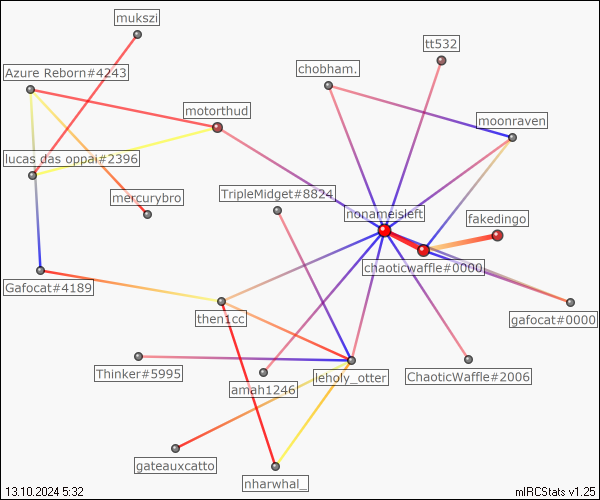 mukszi
tt532
Azure Reborn#4243
chobham.
motorthud
moonraven
lucas das oppai#2396
mercurybro
TripleMidget#8824
nonameisleft
fakedingo
chaoticwaffle#0000
Gafocat#4189
then1cc
gafocat#0000
Thinker#5995
leholy_otter
ChaoticWaffle#2006
amah1246
gateauxcatto
nharwhal_
13.10.2024 5:32
mIRCStats v1.25